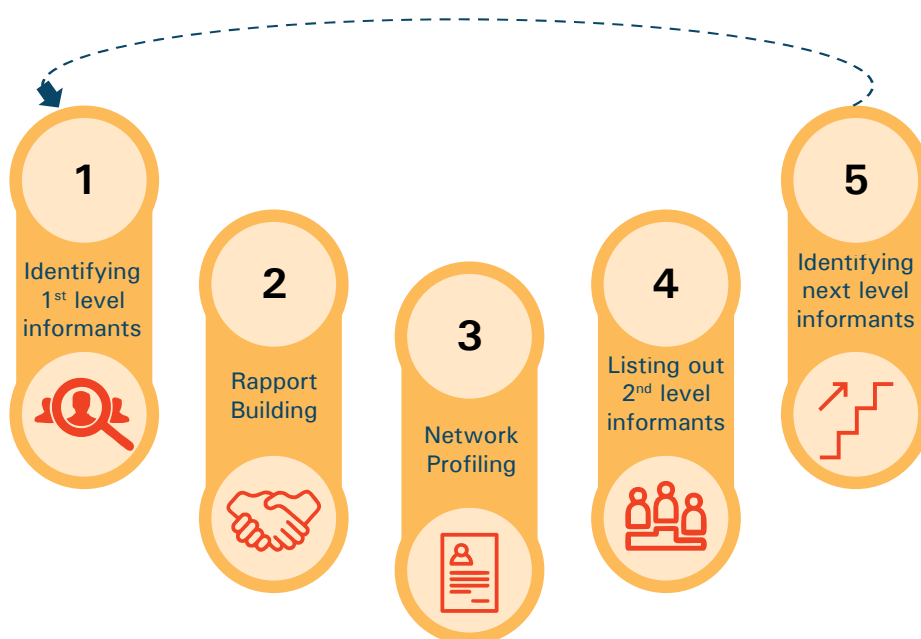 1
Identifying
1st level
informants
2
Rapport
Building
3
Network
Profiling
4
Listing out
2nd level
informants
5
Identifying
next level
informants